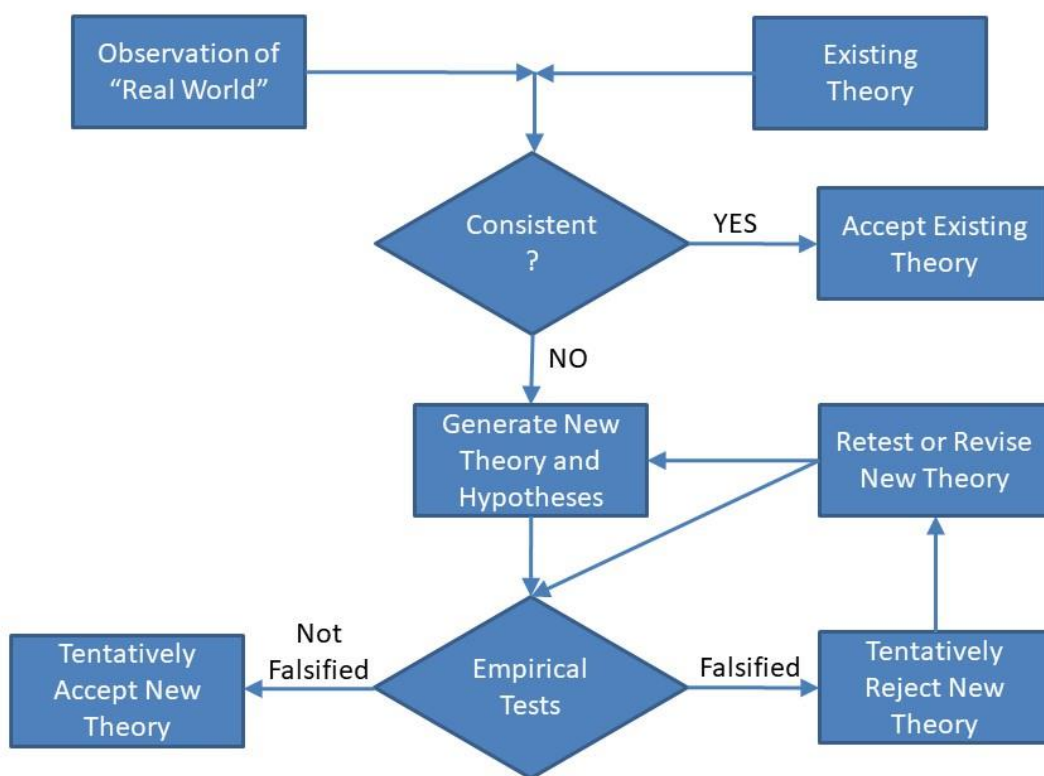 Observation of
“Real World”
Existing
Theory
Consistent
?
YES
Accept Existing
Theory
NO
Generate New
Theory and
Hypotheses
Retest or Revise
New Theory
Tentatively
Accept New
Theory
Not
Falsified
Empirical
Tests
Falsified
Tentatively
Reject New
Theory